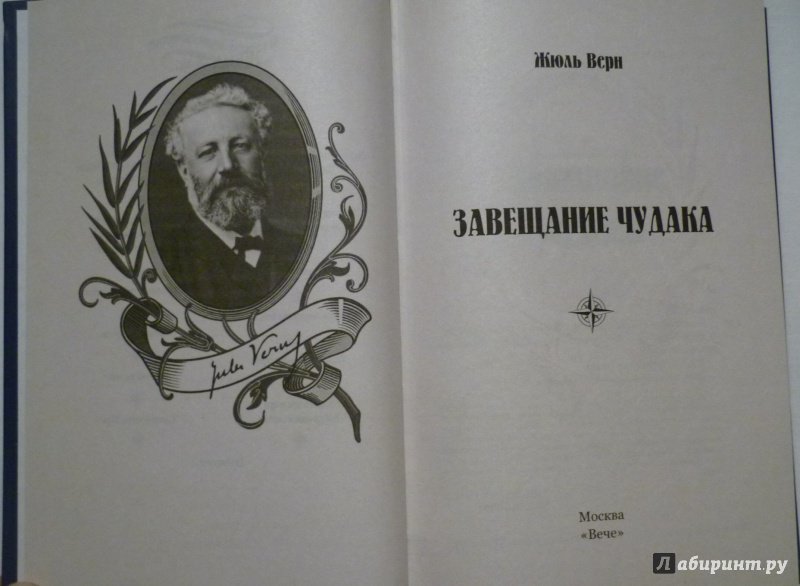 Jules Verne
Жюль Верн
ЗАВЕЩАНИЕ ЧУДАКА
Москва
«Вече»
Лабиринт.ру